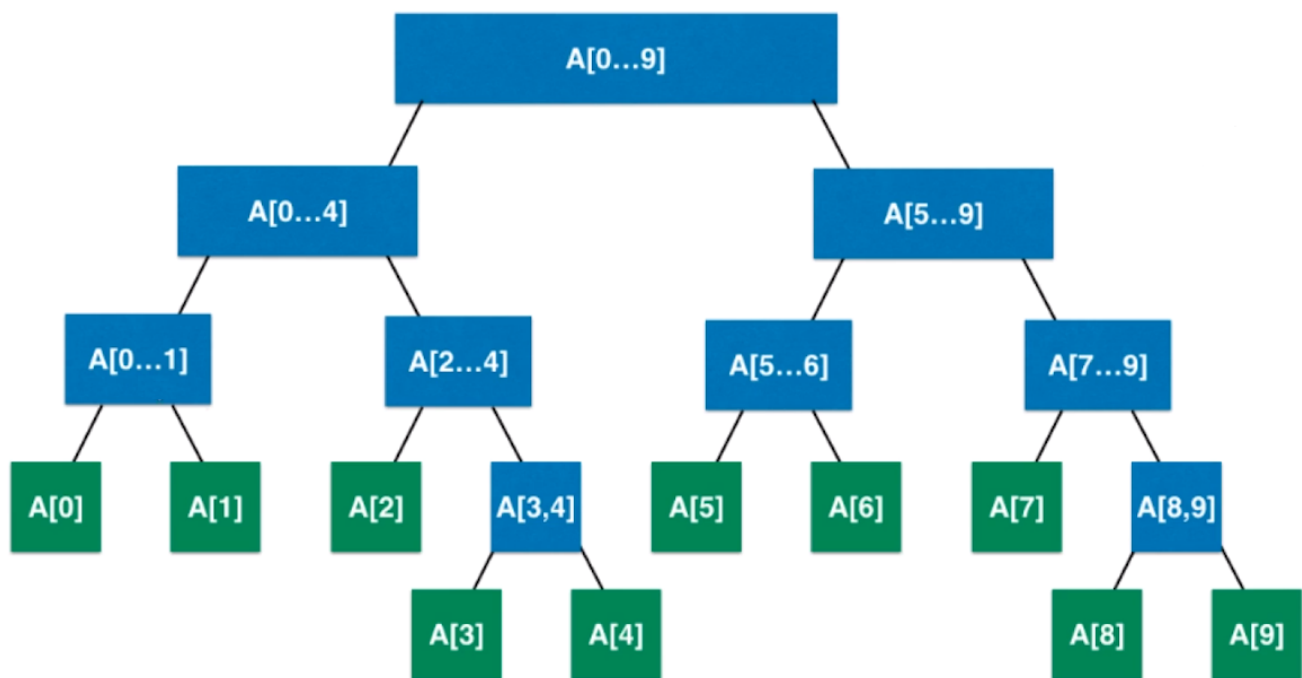 A[0…9]
A[0…4]
A[5…9]
A[0…1]
A[2…4]
A[5…6]
A[7…9]
A[0]
A[1]
A[2]
A[3,4]
A[5]
A[6]
A[7]
A[8,9]
A[3]
A[4]
A[8]
A[9]